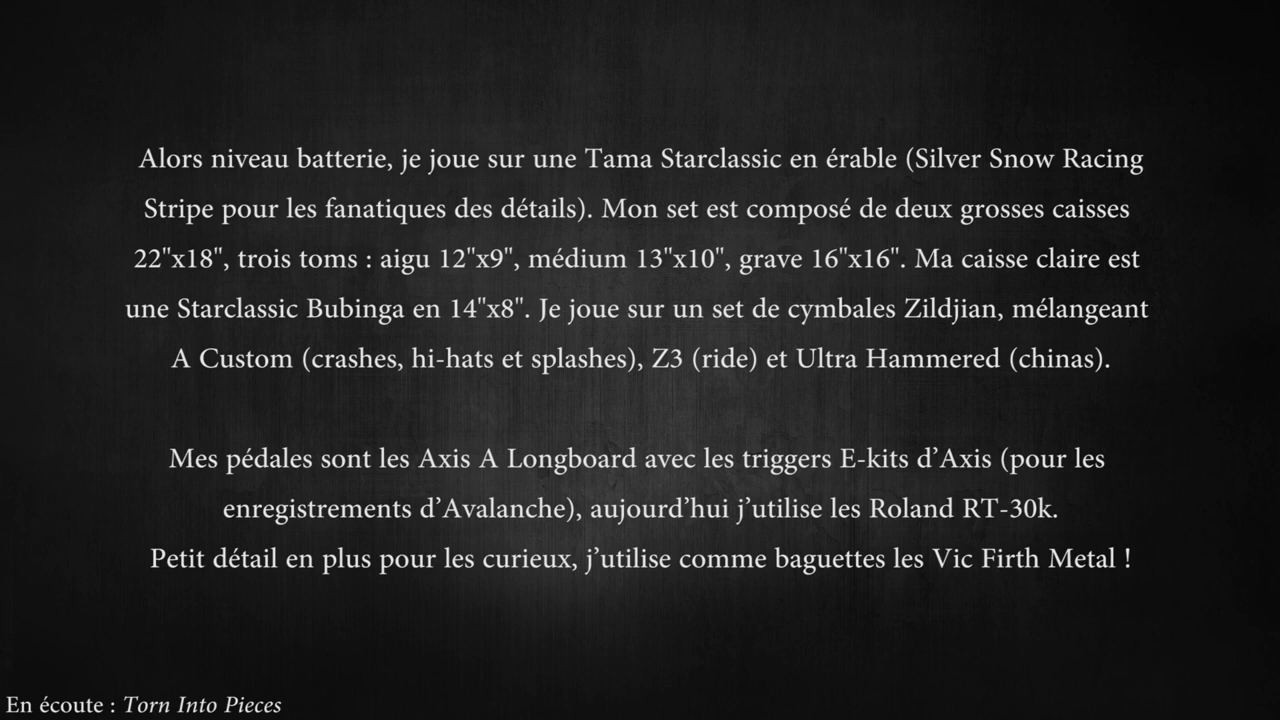 Alors niveau batterie, je joue sur une Tama Starclassic en érable (Silver Snow Racing
Stripe pour les fanatiques des détails). Mon set est composé de deux grosses caisses
22"x18", trois toms : aigu 12"x9", médium 13"x10", grave 16"x16". Ma caisse claire est
une Starclassic Bubinga en 14"x8". Je joue sur un set de cymbales Zildjian, mélangeant
A Custom (crashes, hi-hats et splashes), Z3 (ride) et Ultra Hammered (chinas).
Mes pédales sont les Axis A Longboard avec les triggers E-kits d’Axis (pour les
enregistrements d’Avalanche), aujourd’hui j’utilise les Roland RT-30k.
Petit détail en plus pour les curieux, j’utilise comme baguettes les Vic Firth Metal !
En écoute : Torn Into Pieces